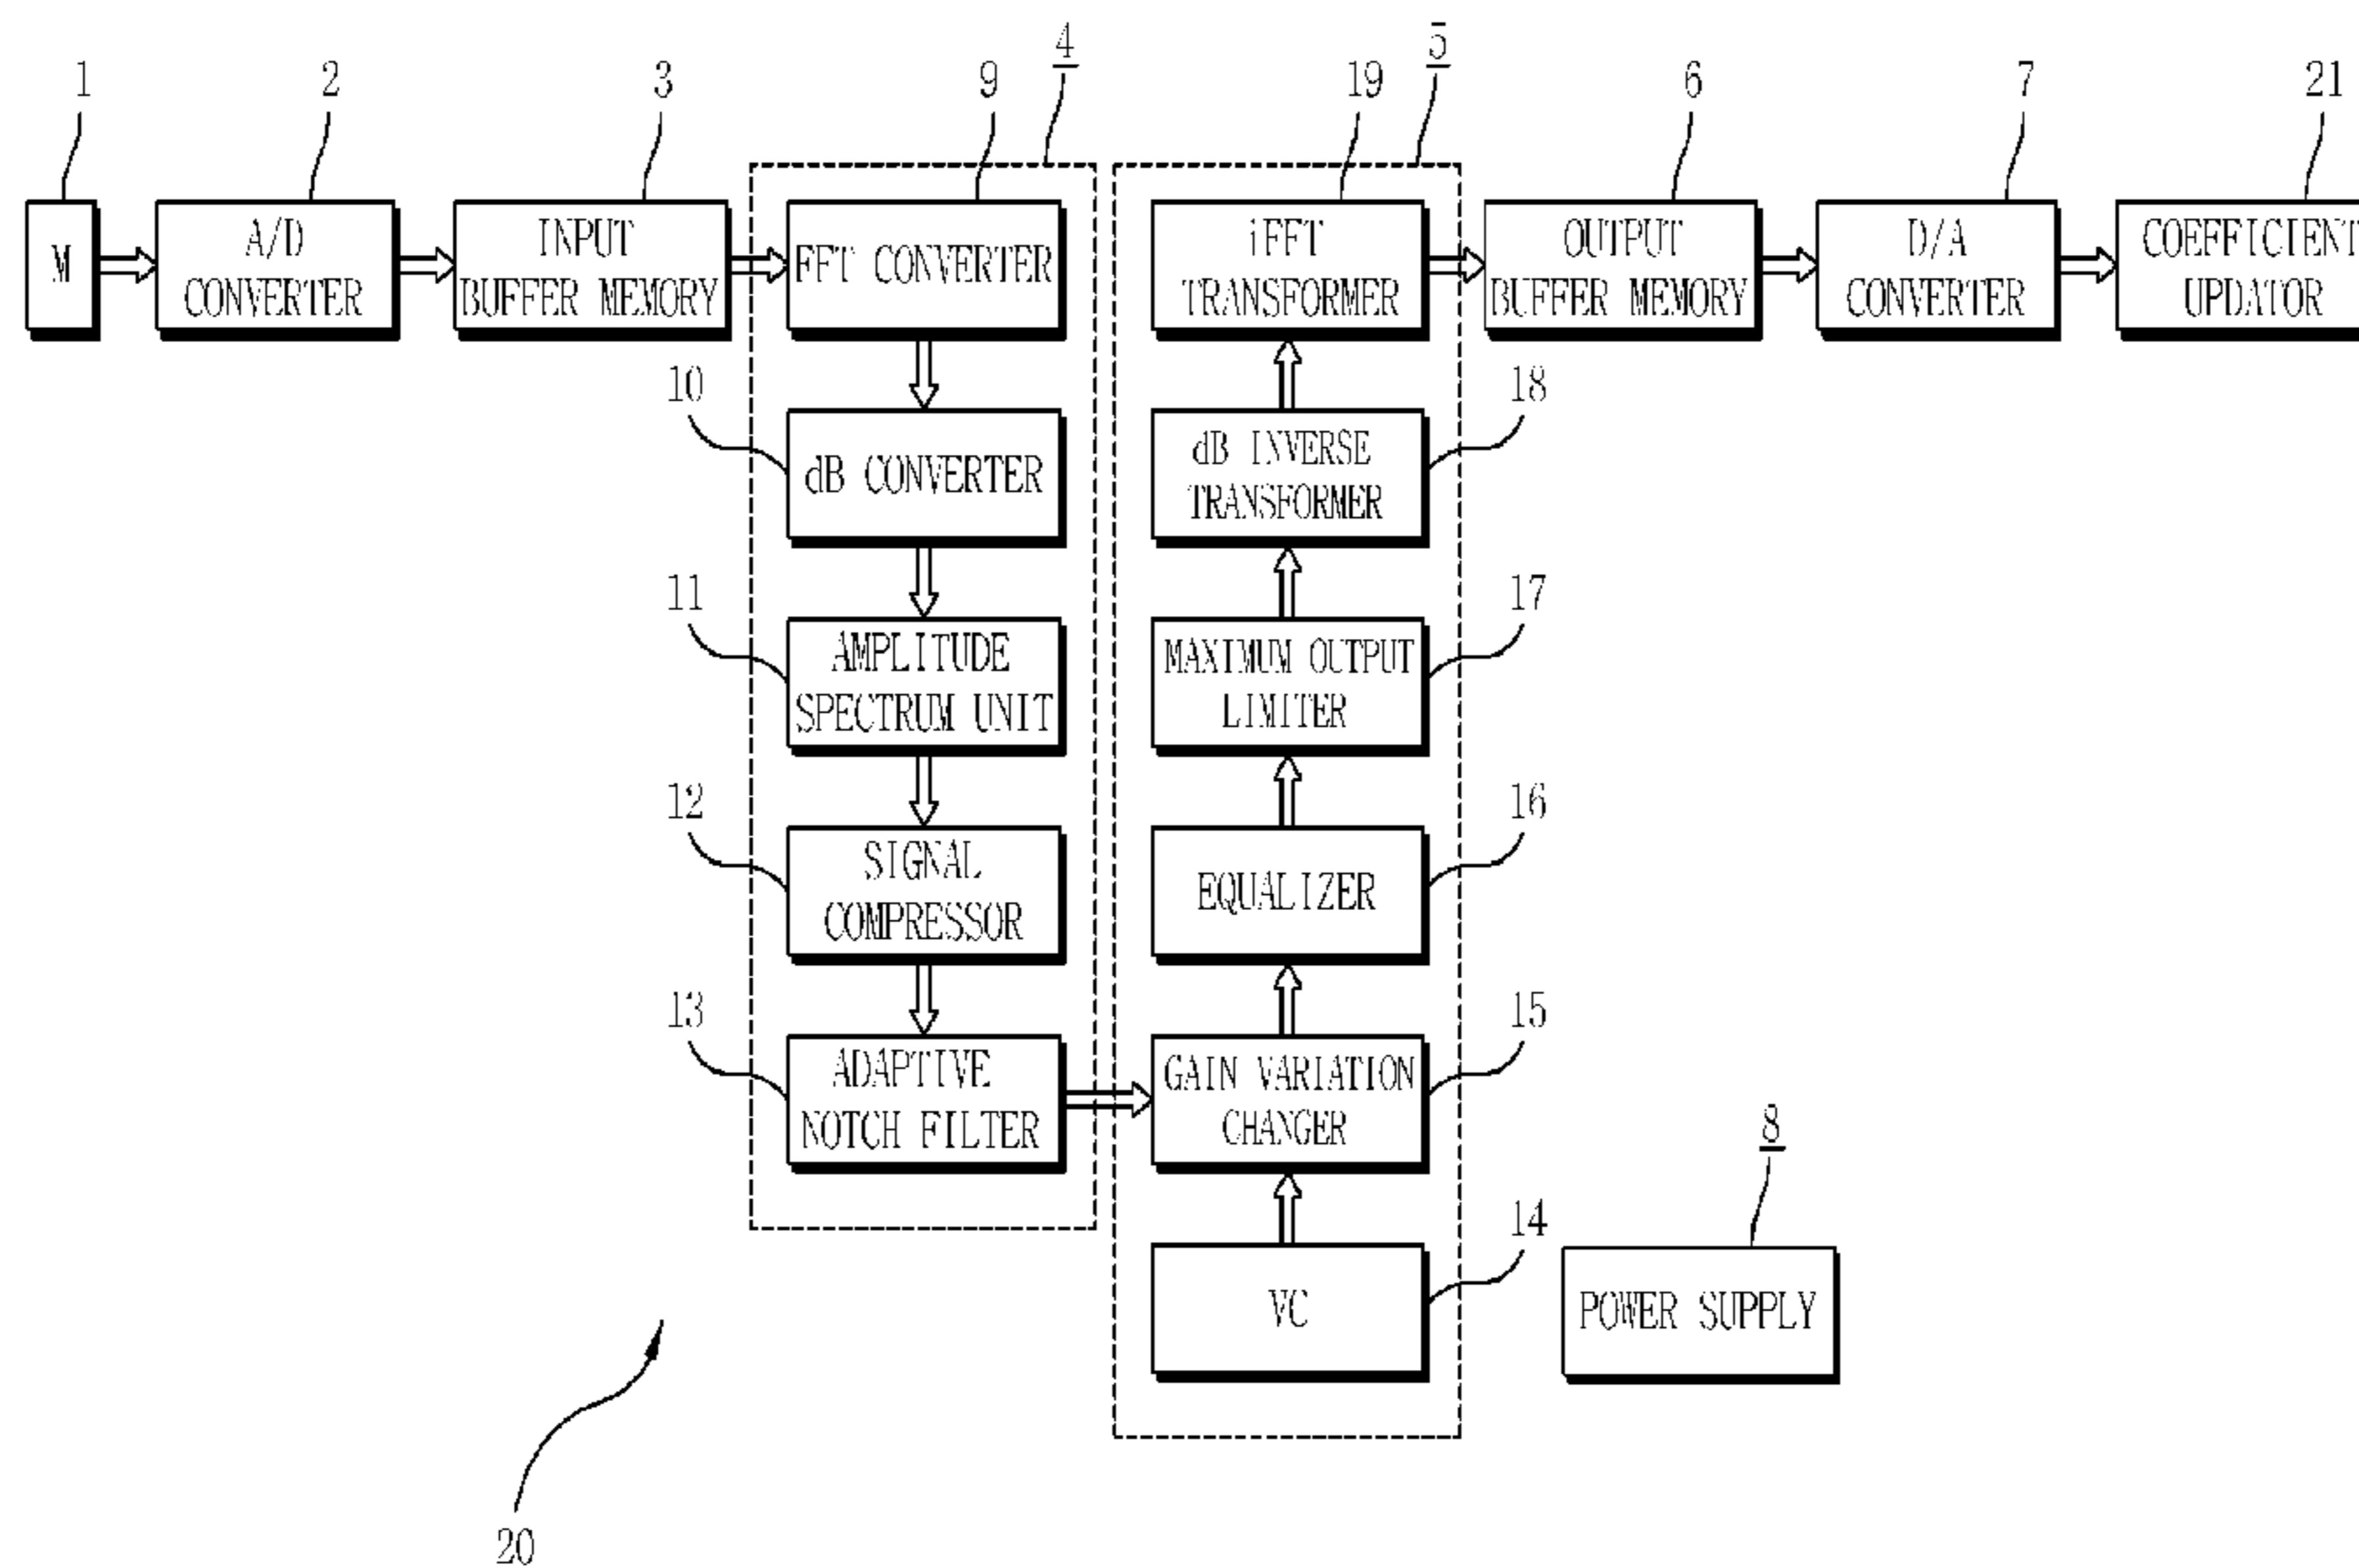 4
5
1
2
3
9
19
6
7
21
M
A/D
CONVERTER
INPUT
BUFFER MEMORY
FFT CONVERTER
iFFT
TRANSFORMER
OUTPUT
BUFFER MEMORY
D/A
CONVERTER
COEFFICIENT
UPDATOR
10
dB CONVERTER
dB INVERSE
TRANSFORMER
18
11
AMPLITUDE
SPECTRUM UNIT
MAXIMUM OUTPUT
LIMITER
17
12
SIGNAL
COMPRESSOR
EQUALIZER
16
13
ADAPTIVE
NOTCH FILTER
GAIN VARIATION
CHANGER
15
8
14
VC
POWER SUPPLY
20